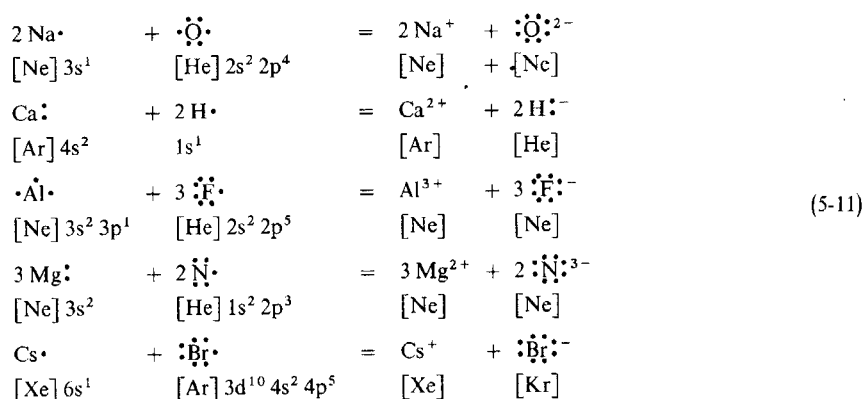 2 Na· + ·Ö̤· = 2 Na⁺ + :Ö̤:²⁻
[Ne] 3s¹ [He] 2s² 2p⁴ [Ne] + [Ne]
Ca: + 2 H· = Ca²⁺ + 2 H:⁻
[Ar] 4s² 1s¹ [Ar] [He]
·Ȧl· + 3 :F̤̈· = Al³⁺ + 3 :F̤̈:⁻
[Ne] 3s² 3p¹ [He] 2s² 2p⁵ [Ne] [Ne] (5-11)
3 Mg: + 2 :N̈· = 3 Mg²⁺ + 2 :N̤̈:³⁻
[Ne] 3s² [He] 1s² 2p³ [Ne] [Ne]
Cs· + :B̤̈r· = Cs⁺ + :B̤̈r:⁻
[Xe] 6s¹ [Ar] 3d¹⁰ 4s² 4p⁵ [Xe] [Kr]